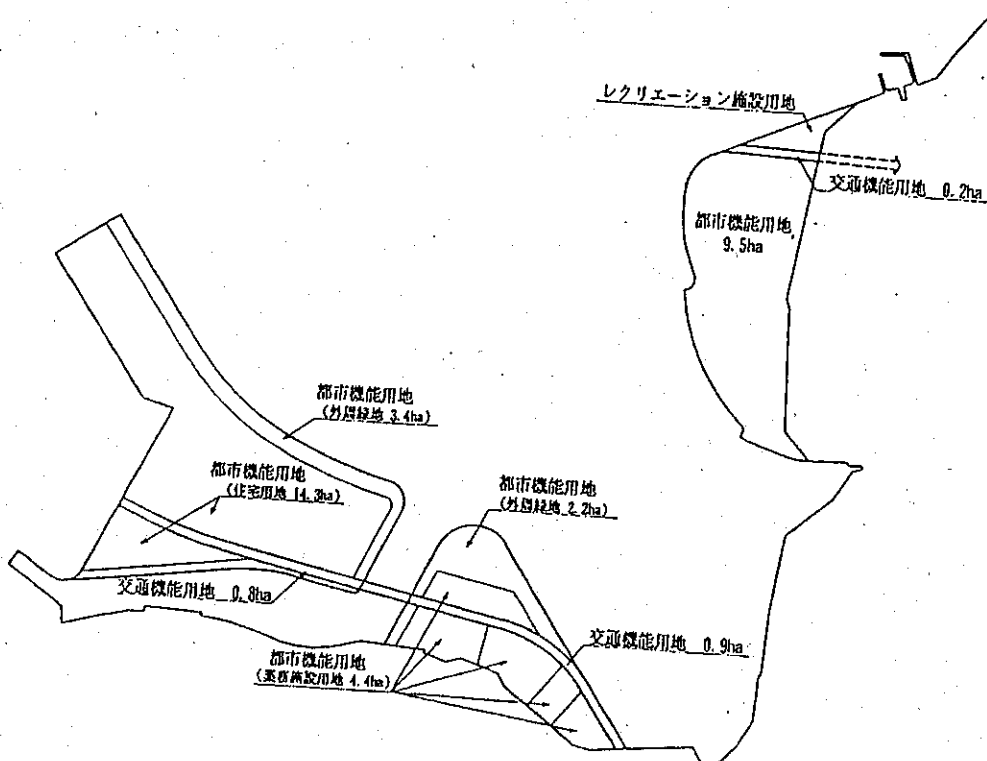 レクリエーション施設用地
交通機能用地 0.2ha
都市機能用地
9.5ha
都市機能用地
(外周緑地 3.4ha)
都市機能用地
(住宅用地 14.3ha)
都市機能用地
(外周緑地 2.2ha)
交通機能用地 0.8ha
交通機能用地 0.9ha
都市機能用地
(業務施設用地 4.4ha)